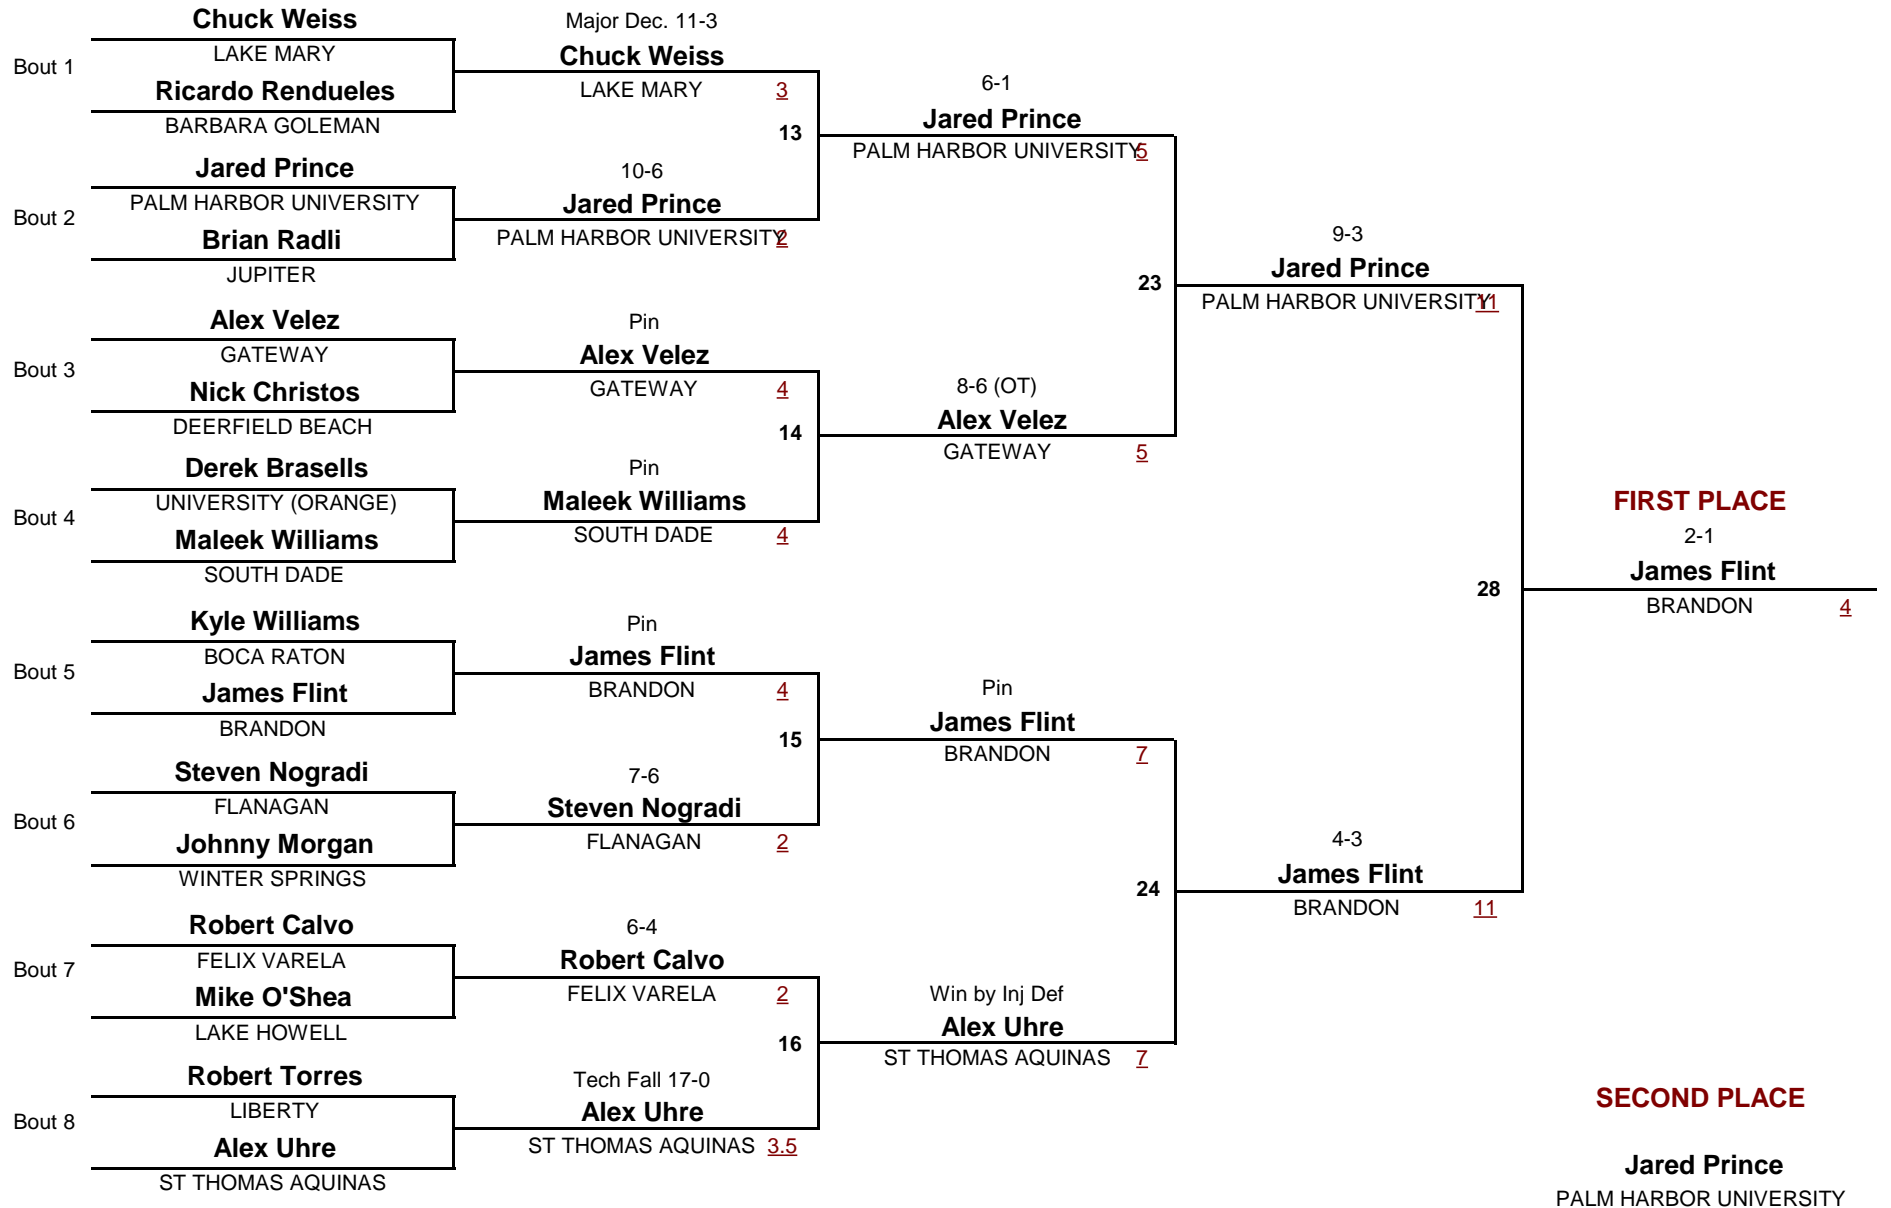 Chuck Weiss
Bout 1
LAKE MARY
Ricardo Rendueles
BARBARA GOLEMAN
Jared Prince
Bout 2
PALM HARBOR UNIVERSITY
Brian Radli
JUPITER
Alex Velez
Bout 3
GATEWAY
Nick Christos
DEERFIELD BEACH
Derek Brasells
Bout 4
UNIVERSITY (ORANGE)
Maleek Williams
SOUTH DADE
Kyle Williams
Bout 5
BOCA RATON
James Flint
BRANDON
Steven Nogradi
Bout 6
FLANAGAN
Johnny Morgan
WINTER SPRINGS
Robert Calvo
Bout 7
FELIX VARELA
Mike O'Shea
LAKE HOWELL
Robert Torres
Bout 8
LIBERTY
Alex Uhre
ST THOMAS AQUINAS
Major Dec. 11-3
Chuck Weiss
LAKE MARY 3
13
10-6
Jared Prince
PALM HARBOR UNIVERSITY 2
Pin
Alex Velez
GATEWAY 4
14
Pin
Maleek Williams
SOUTH DADE 4
Pin
James Flint
BRANDON 4
15
7-6
Steven Nogradi
FLANAGAN 2
6-4
Robert Calvo
FELIX VARELA 2
16
Tech Fall 17-0
Alex Uhre
ST THOMAS AQUINAS 3.5
6-1
Jared Prince
PALM HARBOR UNIVERSITY 5
23
8-6 (OT)
Alex Velez
GATEWAY 5
Pin
James Flint
BRANDON 7
24
Win by Inj Def
Alex Uhre
ST THOMAS AQUINAS 7
9-3
Jared Prince
PALM HARBOR UNIVERSITY 11
28
4-3
James Flint
BRANDON 11
FIRST PLACE
2-1
James Flint
BRANDON 4
SECOND PLACE
Jared Prince
PALM HARBOR UNIVERSITY